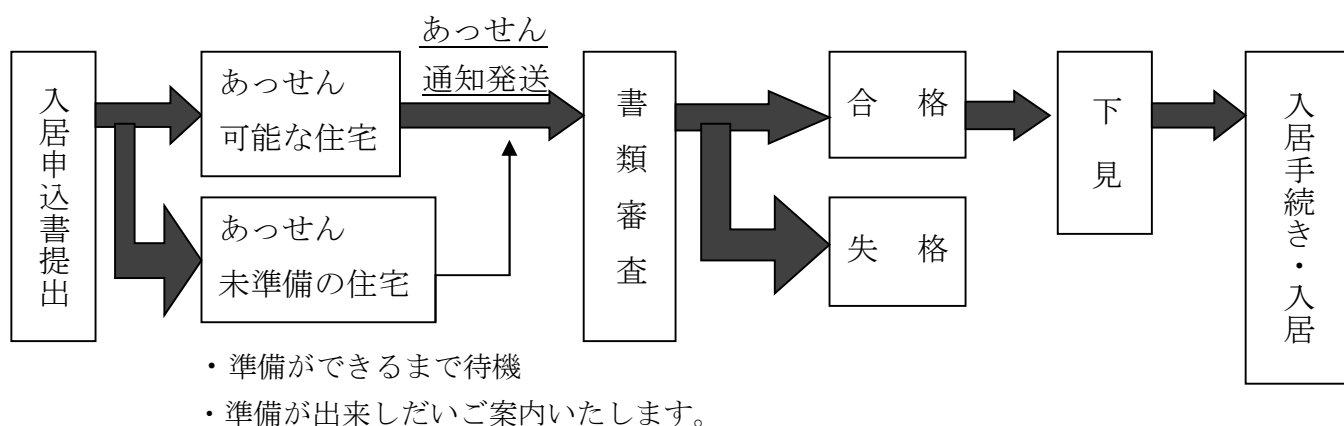 入居申込書提出
あっせん
可能な住宅
あっせん
未準備の住宅
・準備ができるまで待機
・準備が出来しだいご案内いたします。
あっせん
通知発送
書類審査
合　格
失　格
下見
入居手続き・入居